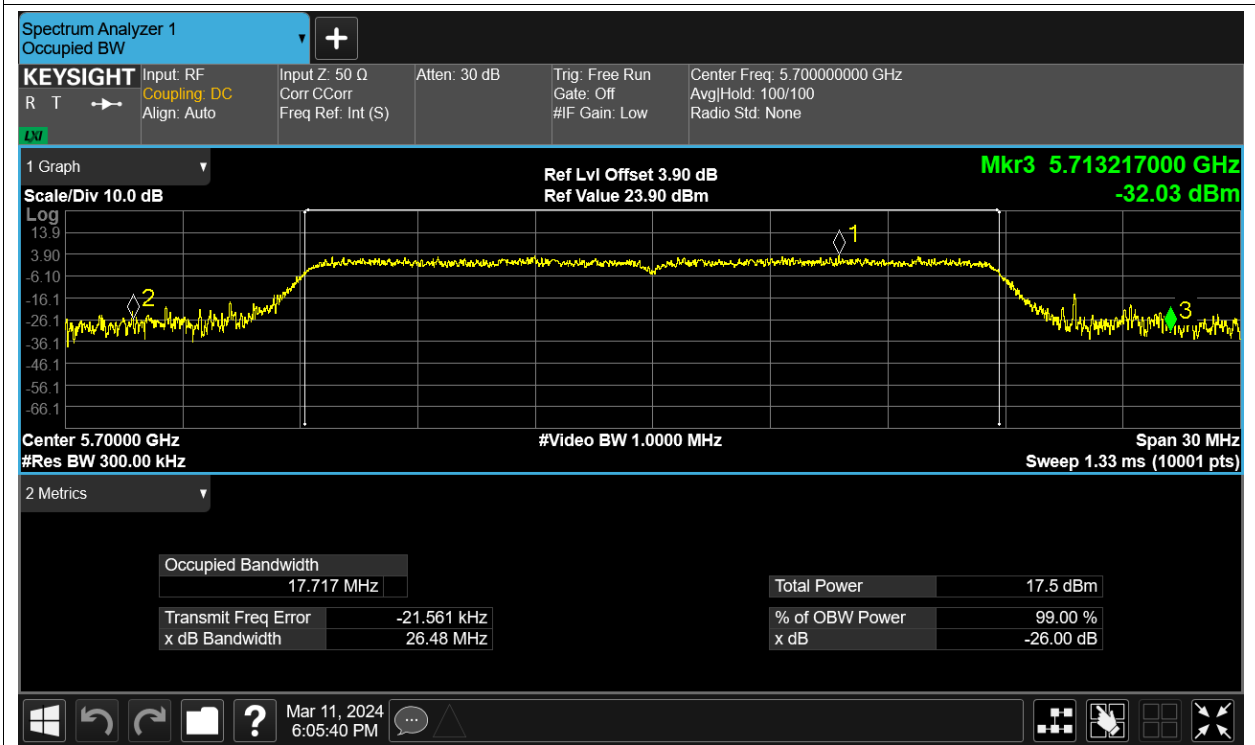 Spectrum Analyzer 1
Occupied BW
KEYSIGHT
R T
LXI
Input: RF
Coupling: DC
Align: Auto
Input Z: 50 Ω
Corr CCorr
Freq Ref: Int (S)
Atten: 30 dB
Trig: Free Run
Gate: Off
#IF Gain: Low
Center Freq: 5.700000000 GHz
Avg|Hold: 100/100
Radio Std: None
1 Graph
Scale/Div 10.0 dB
Ref Lvl Offset 3.90 dB
Ref Value 23.90 dBm
Mkr3 5.713217000 GHz
-32.03 dBm
Log
13.9
3.90
-6.10
-16.1
-26.1
-36.1
-46.1
-56.1
-66.1
1
2
3
Center 5.70000 GHz
#Video BW 1.0000 MHz
Span 30 MHz
#Res BW 300.00 kHz
Sweep 1.33 ms (10001 pts)
2 Metrics
Occupied Bandwidth
17.717 MHz
Transmit Freq Error -21.561 kHz
x dB Bandwidth 26.48 MHz
Total Power 17.5 dBm
% of OBW Power 99.00 %
x dB -26.00 dB
?
Mar 11, 2024
6:05:40 PM